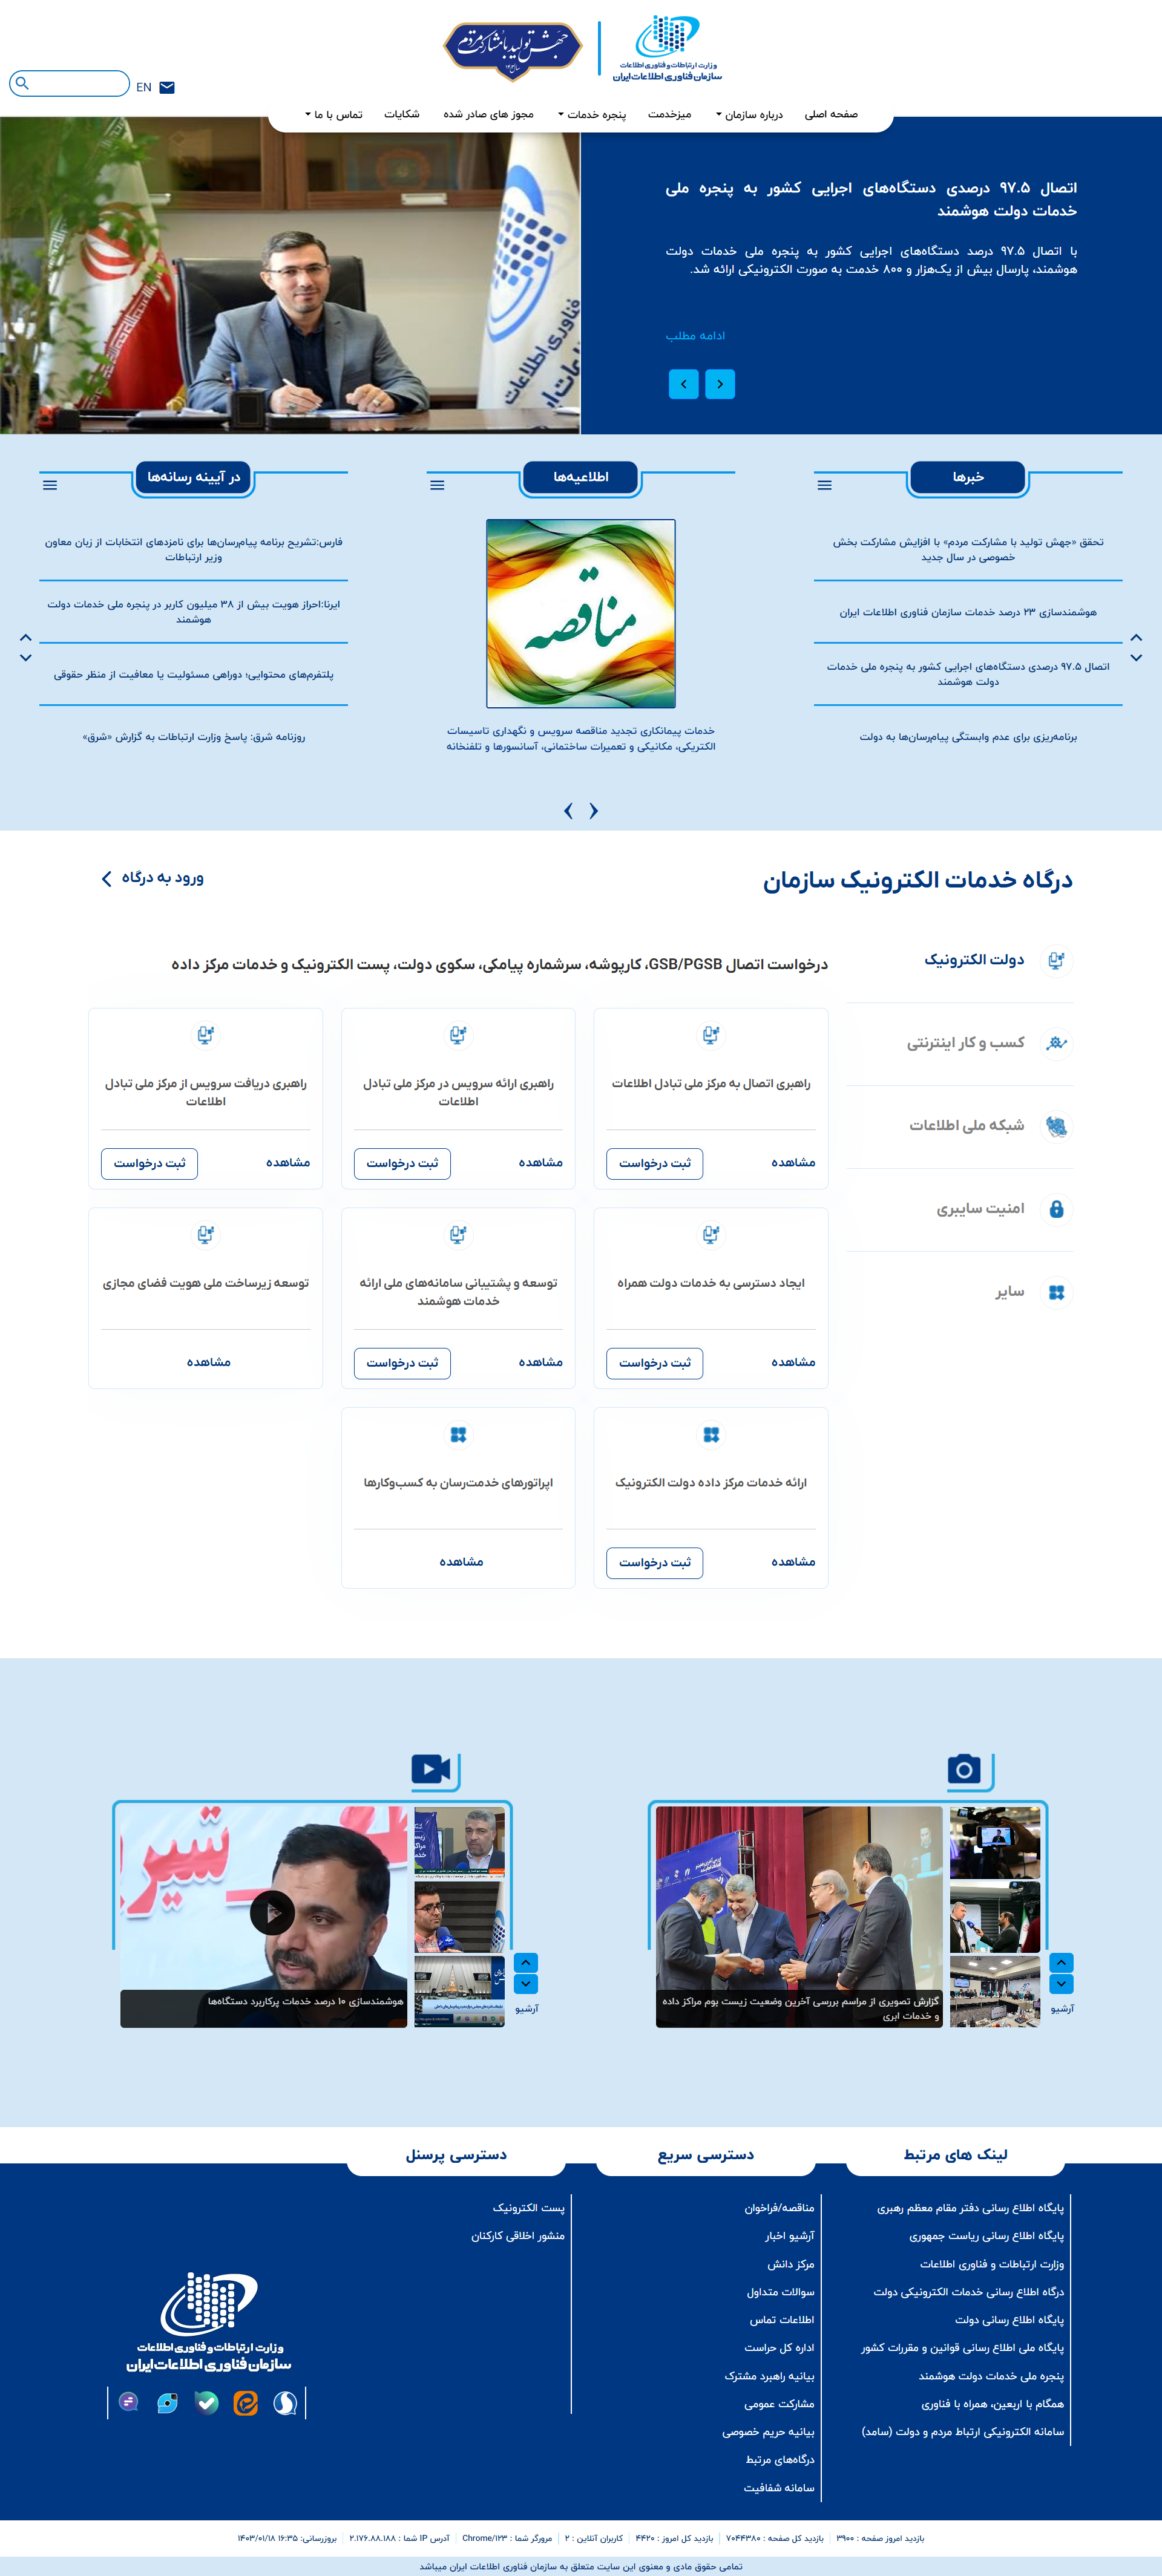 وزارت ارتباطات و فناوری اطلاعات
سازمان فناوری اطلاعات ایران
جهش تولید با مشارکت مردم
EN
صفحه اصلی
درباره سازمان
میزخدمت
پنجره خدمات
مجوز های صادر شده
شکایات
تماس با ما
اتصال ۹۷.۵ درصدی دستگاه‌های اجرایی کشور به پنجره ملی
خدمات دولت هوشمند
با اتصال ۹۷.۵ درصد دستگاه‌های اجرایی کشور به پنجره ملی خدمات دولت
هوشمند، پارسال بیش از یک‌هزار و ۸۰۰ خدمت به صورت الکترونیکی ارائه شد.
ادامه مطلب
خبرها
تحقق «جهش تولید با مشارکت مردم» با افزایش مشارکت بخش
خصوصی در سال جدید
هوشمندسازی ۲۳ درصد خدمات سازمان فناوری اطلاعات ایران
اتصال ۹۷.۵ درصدی دستگاه‌های اجرایی کشور به پنجره ملی خدمات
دولت هوشمند
برنامه‌ریزی برای عدم وابستگی پیام‌رسان‌ها به دولت
اطلاعیه‌ها
مناقصه
خدمات پیمانکاری تجدید مناقصه سرویس و نگهداری تاسیسات
الکتریکی، مکانیکی و تعمیرات ساختمانی، آسانسورها و تلفنخانه
در آیینه رسانه‌ها
فارس:تشریح برنامه پیام‌رسان‌ها برای نامزدهای انتخابات از زبان معاون
وزیر ارتباطات
ایرنا:احراز هویت بیش از ۳۸ میلیون کاربر در پنجره ملی خدمات دولت
هوشمند
پلتفرم‌های محتوایی؛ دوراهی مسئولیت یا معافیت از منظر حقوقی
روزنامه شرق: پاسخ وزارت ارتباطات به گزارش «شرق»
درگاه خدمات الکترونیک سازمان
ورود به درگاه
دولت الکترونیک
کسب و کار اینترنتی
شبکه ملی اطلاعات
امنیت سایبری
سایر
درخواست اتصال GSB/PGSB، کارپوشه، سرشماره پیامکی، سکوی دولت، پست الکترونیک و خدمات مرکز داده
راهبری اتصال به مرکز ملی تبادل اطلاعات
مشاهده
ثبت درخواست
راهبری ارائه سرویس در مرکز ملی تبادل
اطلاعات
مشاهده
ثبت درخواست
راهبری دریافت سرویس از مرکز ملی تبادل
اطلاعات
مشاهده
ثبت درخواست
ایجاد دسترسی به خدمات دولت همراه
مشاهده
ثبت درخواست
توسعه و پشتیبانی سامانه‌های ملی ارائه
خدمات هوشمند
مشاهده
ثبت درخواست
توسعه زیرساخت ملی هویت فضای مجازی
مشاهده
ارائه خدمات مرکز داده دولت الکترونیک
مشاهده
ثبت درخواست
اپراتورهای خدمت‌رسان به کسب‌وکارها
مشاهده
گزارش تصویری از مراسم بررسی آخرین وضعیت زیست بوم مراکز داده
و خدمات ابری
آرشیو
هوشمندسازی ۱۰ درصد خدمات پرکاربرد دستگاه‌ها
آرشیو
لینک های مرتبط
پایگاه اطلاع رسانی دفتر مقام معظم رهبری
پایگاه اطلاع رسانی ریاست جمهوری
وزارت ارتباطات و فناوری اطلاعات
درگاه اطلاع رسانی خدمات الکترونیکی دولت
پایگاه اطلاع رسانی دولت
پایگاه ملی اطلاع رسانی قوانین و مقررات کشور
پنجره ملی خدمات دولت هوشمند
همگام با اربعین، همراه با فناوری
سامانه الکترونیکی ارتباط مردم و دولت (سامد)
دسترسی سریع
مناقصه/فراخوان
آرشیو اخبار
مرکز دانش
سوالات متداول
اطلاعات تماس
اداره کل حراست
بیانیه راهبرد مشترک
مشارکت عمومی
بیانیه حریم خصوصی
درگاه‌های مرتبط
سامانه شفافیت
دسترسی پرسنل
پست الکترونیک
منشور اخلاقی کارکنان
وزارت ارتباطات و فناوری اطلاعات
سازمان فناوری اطلاعات ایران
بازدید امروز صفحه : ۳۹۰۰
بازدید کل صفحه : ۷۰۴۴۳۸۰
بازدید کل امروز : ۴۴۲۰
کاربران آنلاین : ۲
مرورگر شما : Chrome/۱۲۳
آدرس IP شما : ۲.۱۷۶.۸۸.۱۸۸
بروزرسانی: ۱۶:۳۵ ۱۴۰۳/۰۱/۱۸
تمامی حقوق مادی و معنوی این سایت متعلق به سازمان فناوری اطلاعات ایران میباشد